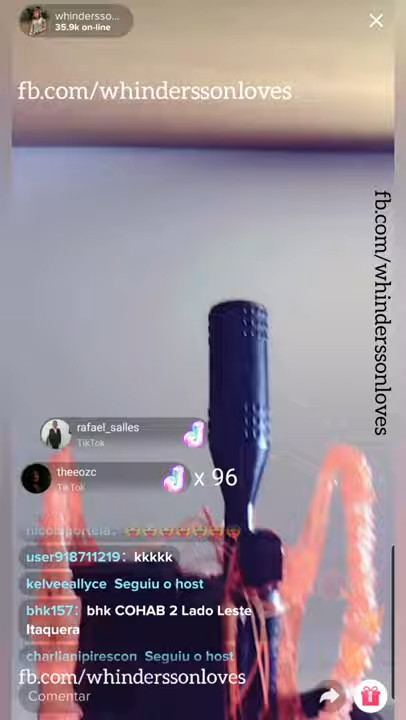 whindersso...
35.9k on-line
fb.com/whinderssonloves
fb.com/whinderssonloves
rafael_salles
TikTok
theeozc
TikTok
x 96
nicolaportela:
user918711219: kkkkk
kelveeallyce Seguiu o host
bhk157: bhk COHAB 2 Lado Leste
Itaquera
charlianipirescon Seguiu o host
fb.com/whinderssonloves
Comentar